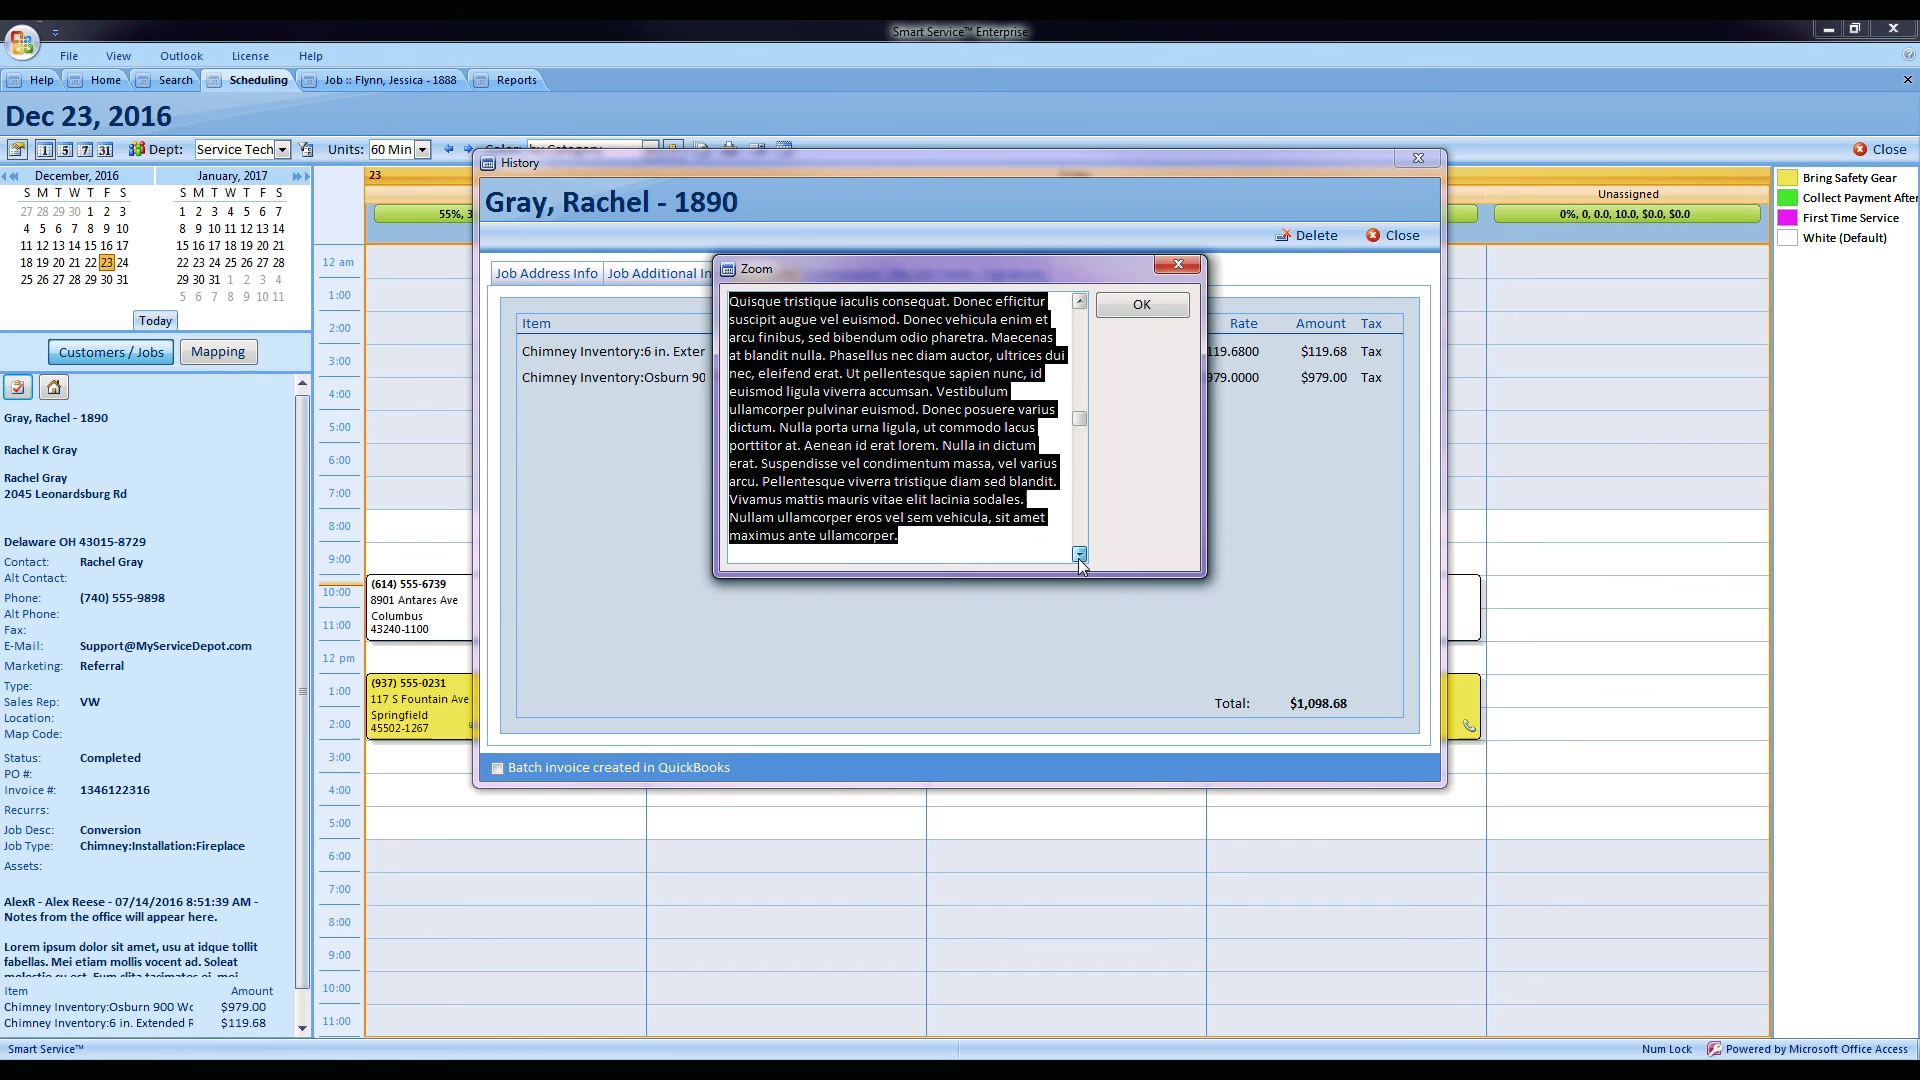 Smart Service™ Enterprise
File View Outlook License Help
Help Home Search Scheduling Job :: Flynn, Jessica - 1888 Reports
Dec 23, 2016
1 5 7 31 Dept: Service Tech Units: 60 Min
Close
December, 2016
S M T W T F S
27 28 29 30 1 2 3
4 5 6 7 8 9 10
11 12 13 14 15 16 17
18 19 20 21 22 23 24
25 26 27 28 29 30 31
January, 2017
S M T W T F S
1 2 3 4 5 6 7
8 9 10 11 12 13 14
15 16 17 18 19 20 21
22 23 24 25 26 27 28
29 30 31 1 2 3 4
5 6 7 8 9 10 11
Today
Customers / Jobs Mapping
Gray, Rachel - 1890
Rachel K Gray
Rachel Gray
2045 Leonardsburg Rd
Delaware OH 43015-8729
Contact: Rachel Gray
Alt Contact:
Phone: (740) 555-9898
Alt Phone:
Fax:
E-Mail: Support@MyServiceDepot.com
Marketing: Referral
Type:
Sales Rep: VW
Location:
Map Code:
Status: Completed
PO #:
Invoice #: 1346122316
Recurrs:
Job Desc: Conversion
Job Type: Chimney:Installation:Fireplace
Assets:
AlexR - Alex Reese - 07/14/2016 8:51:39 AM -
Notes from the office will appear here.
Lorem ipsum dolor sit amet, usu at idque tollit
fabellas. Mei etiam mollis vocent ad. Soleat
Item Amount
Chimney Inventory:Osburn 900 Wc $979.00
Chimney Inventory:6 in. Extended R $119.68
23
55%, 3
12 am
1:00
2:00
3:00
4:00
5:00
6:00
7:00
8:00
9:00
10:00
11:00
12 pm
1:00
2:00
3:00
4:00
5:00
6:00
7:00
8:00
9:00
10:00
11:00
(614) 555-6739
8901 Antares Ave
Columbus
43240-1100
(937) 555-0231
117 S Fountain Ave
Springfield
45502-1267
History
Gray, Rachel - 1890
Delete Close
Job Address Info Job Additional In
Item Rate Amount Tax
Chimney Inventory:6 in. Exter 119.6800 $119.68 Tax
Chimney Inventory:Osburn 90 979.0000 $979.00 Tax
Total: $1,098.68
Batch invoice created in QuickBooks
Zoom
Quisque tristique iaculis consequat. Donec efficitur
suscipit augue vel euismod. Donec vehicula enim et
arcu finibus, sed bibendum odio pharetra. Maecenas
at blandit nulla. Phasellus nec diam auctor, ultrices dui
nec, eleifend erat. Ut pellentesque sapien nunc, id
euismod ligula viverra accumsan. Vestibulum
ullamcorper pulvinar euismod. Donec posuere varius
dictum. Nulla porta urna ligula, ut commodo lacus
porttitor at. Aenean id erat lorem. Nulla in dictum
erat. Suspendisse vel condimentum massa, vel varius
arcu. Pellentesque viverra tristique diam sed blandit.
Vivamus mattis mauris vitae elit lacinia sodales.
Nullam ullamcorper eros vel sem vehicula, sit amet
maximus ante ullamcorper.
OK
Unassigned
0%, 0, 0.0, 10.0, $0.0, $0.0
Bring Safety Gear
Collect Payment After
First Time Service
White (Default)
Smart Service™
Num Lock Powered by Microsoft Office Access